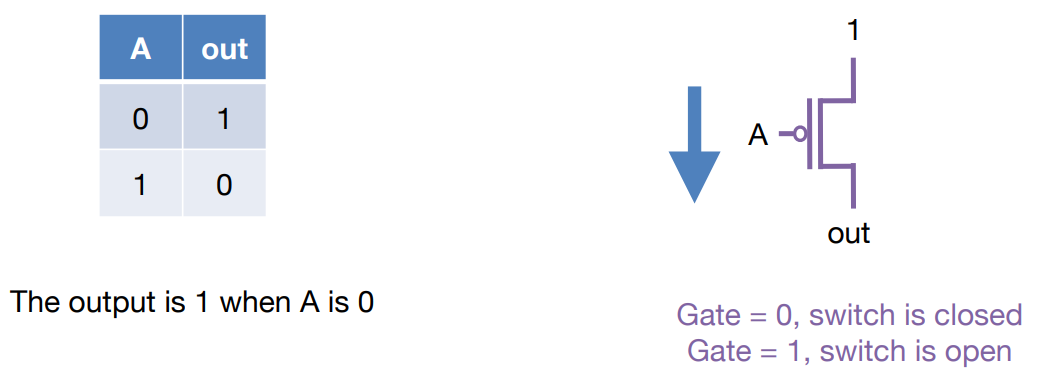 A out
0 1
1 0
The output is 1 when A is 0
1
A
out
Gate = 0, switch is closed
Gate = 1, switch is open